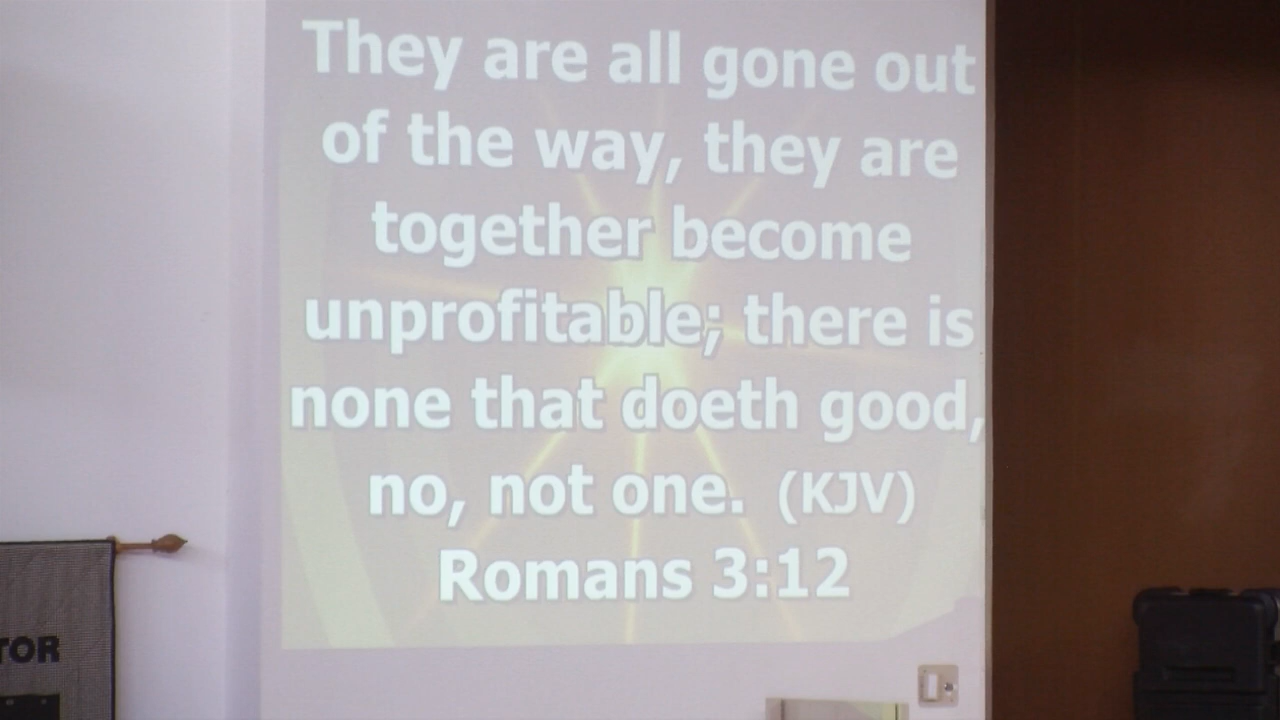 They are all gone out
of the way, they are
together become
unprofitable; there is
none that doeth good,
no, not one. (KJV)
Romans 3:12
TOR